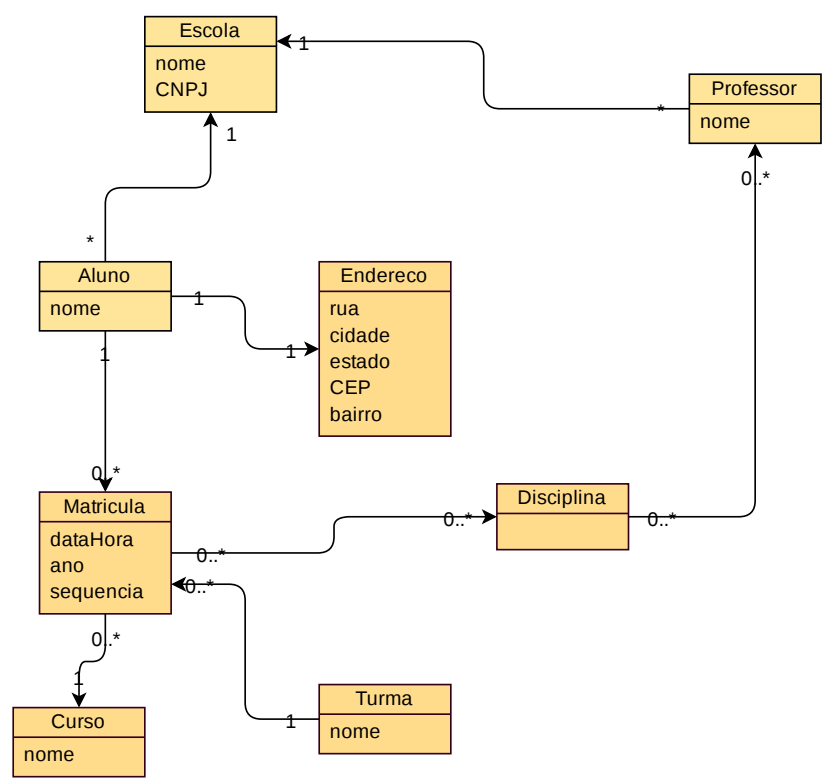 Escola
nome
CNPJ
1
1
*
Professor
nome
0..*
*
Aluno
nome
1
1
1
Endereco
rua
cidade
estado
CEP
bairro
0..*
Matricula
dataHora
ano
sequencia
0..*
0..*
0..*
Disciplina
0..*
0..*
1
Curso
nome
1
Turma
nome